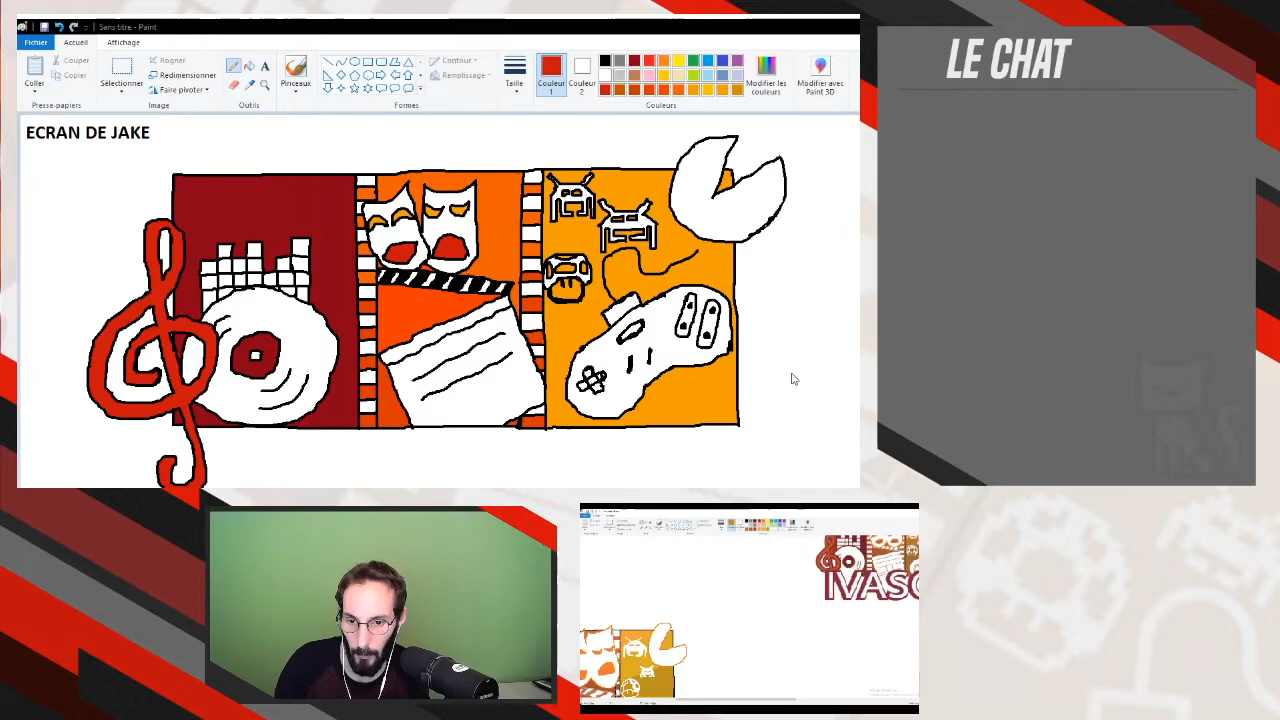 Sans titre - Paint
LE CHAT
Fichier Accueil Affichage
Coller
Couper
Copier
Presse-papiers
Sélectionner
Rogner
Redimensionner
Faire pivoter
Image
Outils
Pinceaux
Formes
Contour
Remplissage
Taille
Couleur 1
Couleur 2
Couleurs
Modifier les couleurs
Modifier avec Paint 3D
ECRAN DE JAKE
IVASC